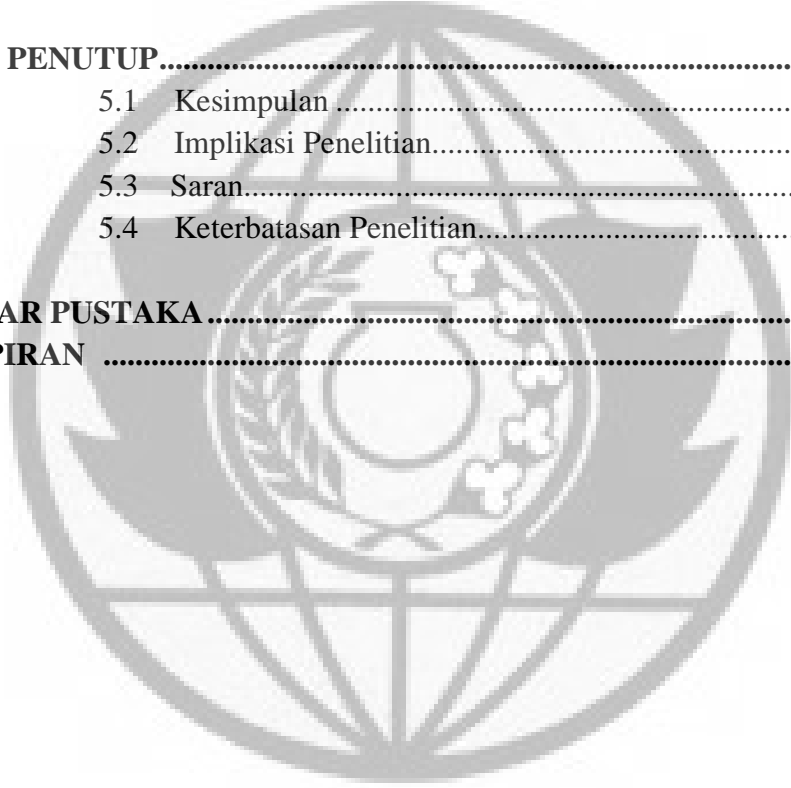 PENUTUP................................................................................
5.1 Kesimpulan ..........................................................
5.2 Implikasi Penelitian..............................................
5.3 Saran......................................................................
5.4 Keterbatasan Penelitian........................................
AR PUSTAKA..........................................................................
PIRAN .......................................................................................